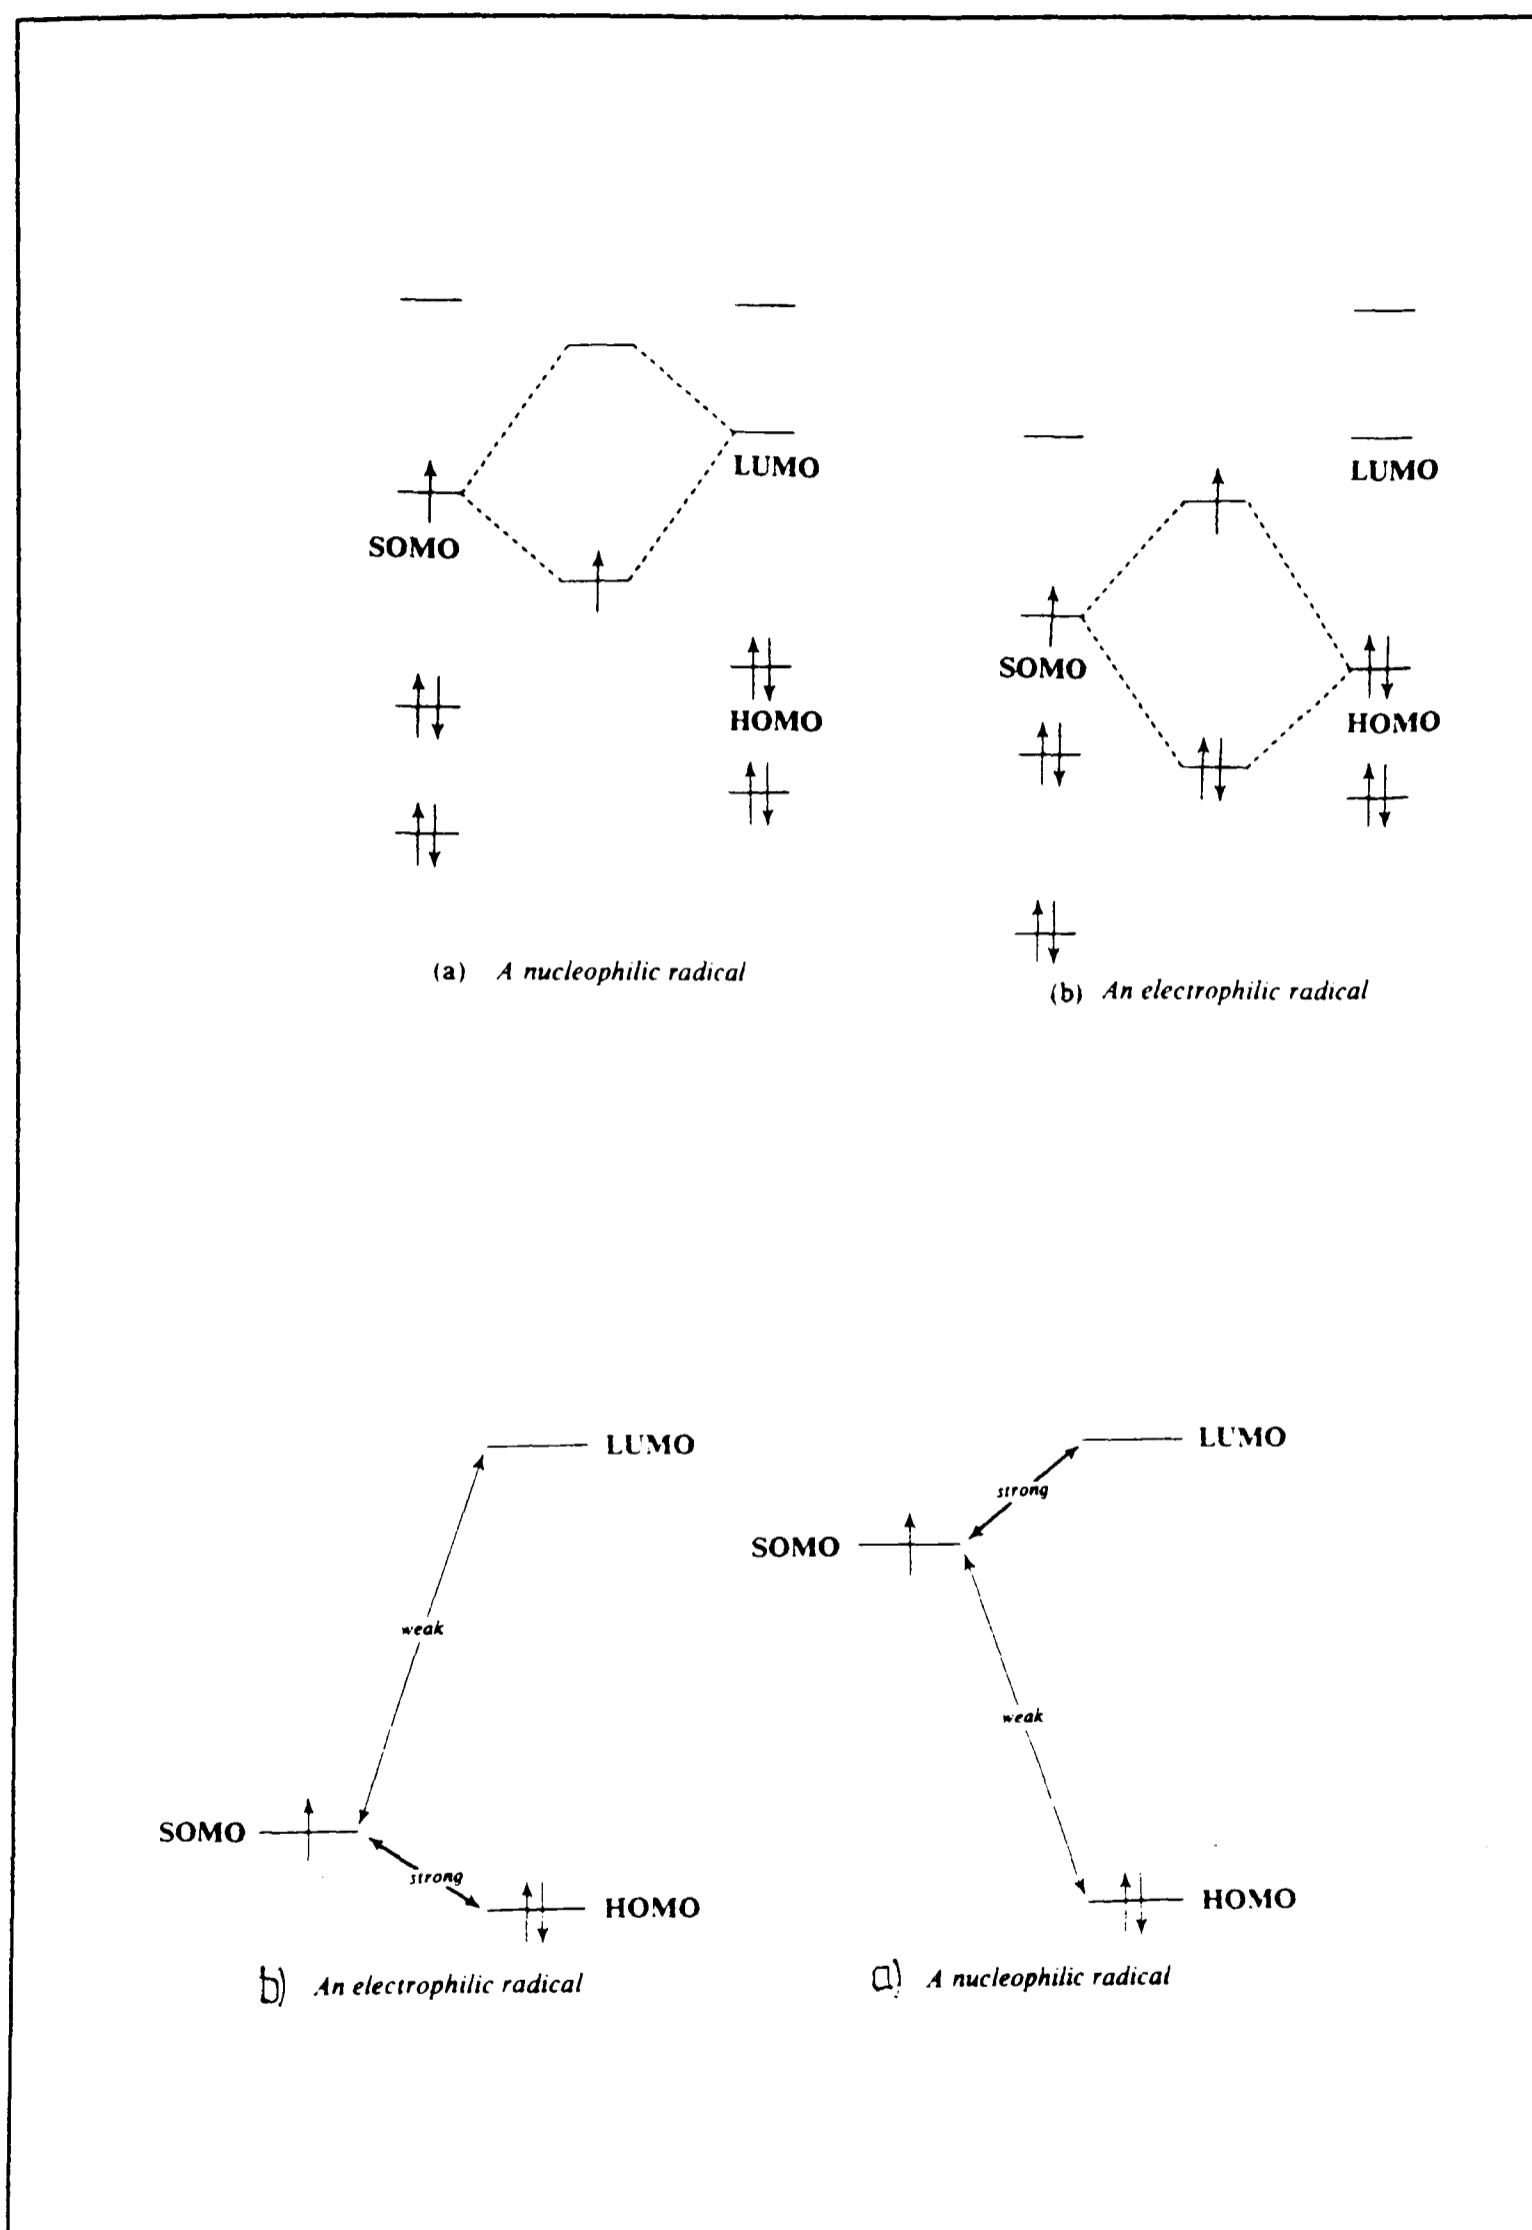 LUMO
SOMO
HOMO
(a) A nucleophilic radical
LUMO
SOMO
HOMO
(b) An electrophilic radical
LUMO
weak
SOMO
strong
HOMO
b) An electrophilic radical
LUMO
strong
SOMO
weak
HOMO
a) A nucleophilic radical